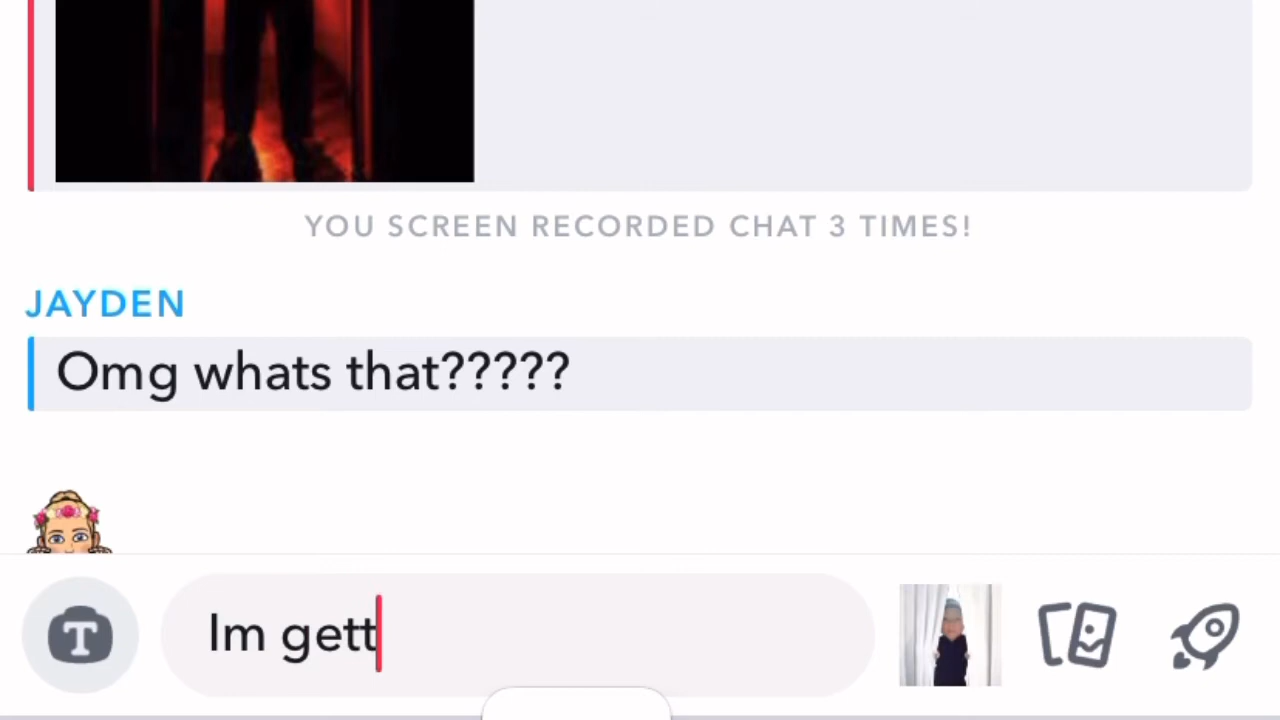 YOU SCREEN RECORDED CHAT 3 TIMES!
JAYDEN
Omg whats that?????
T
Im gett